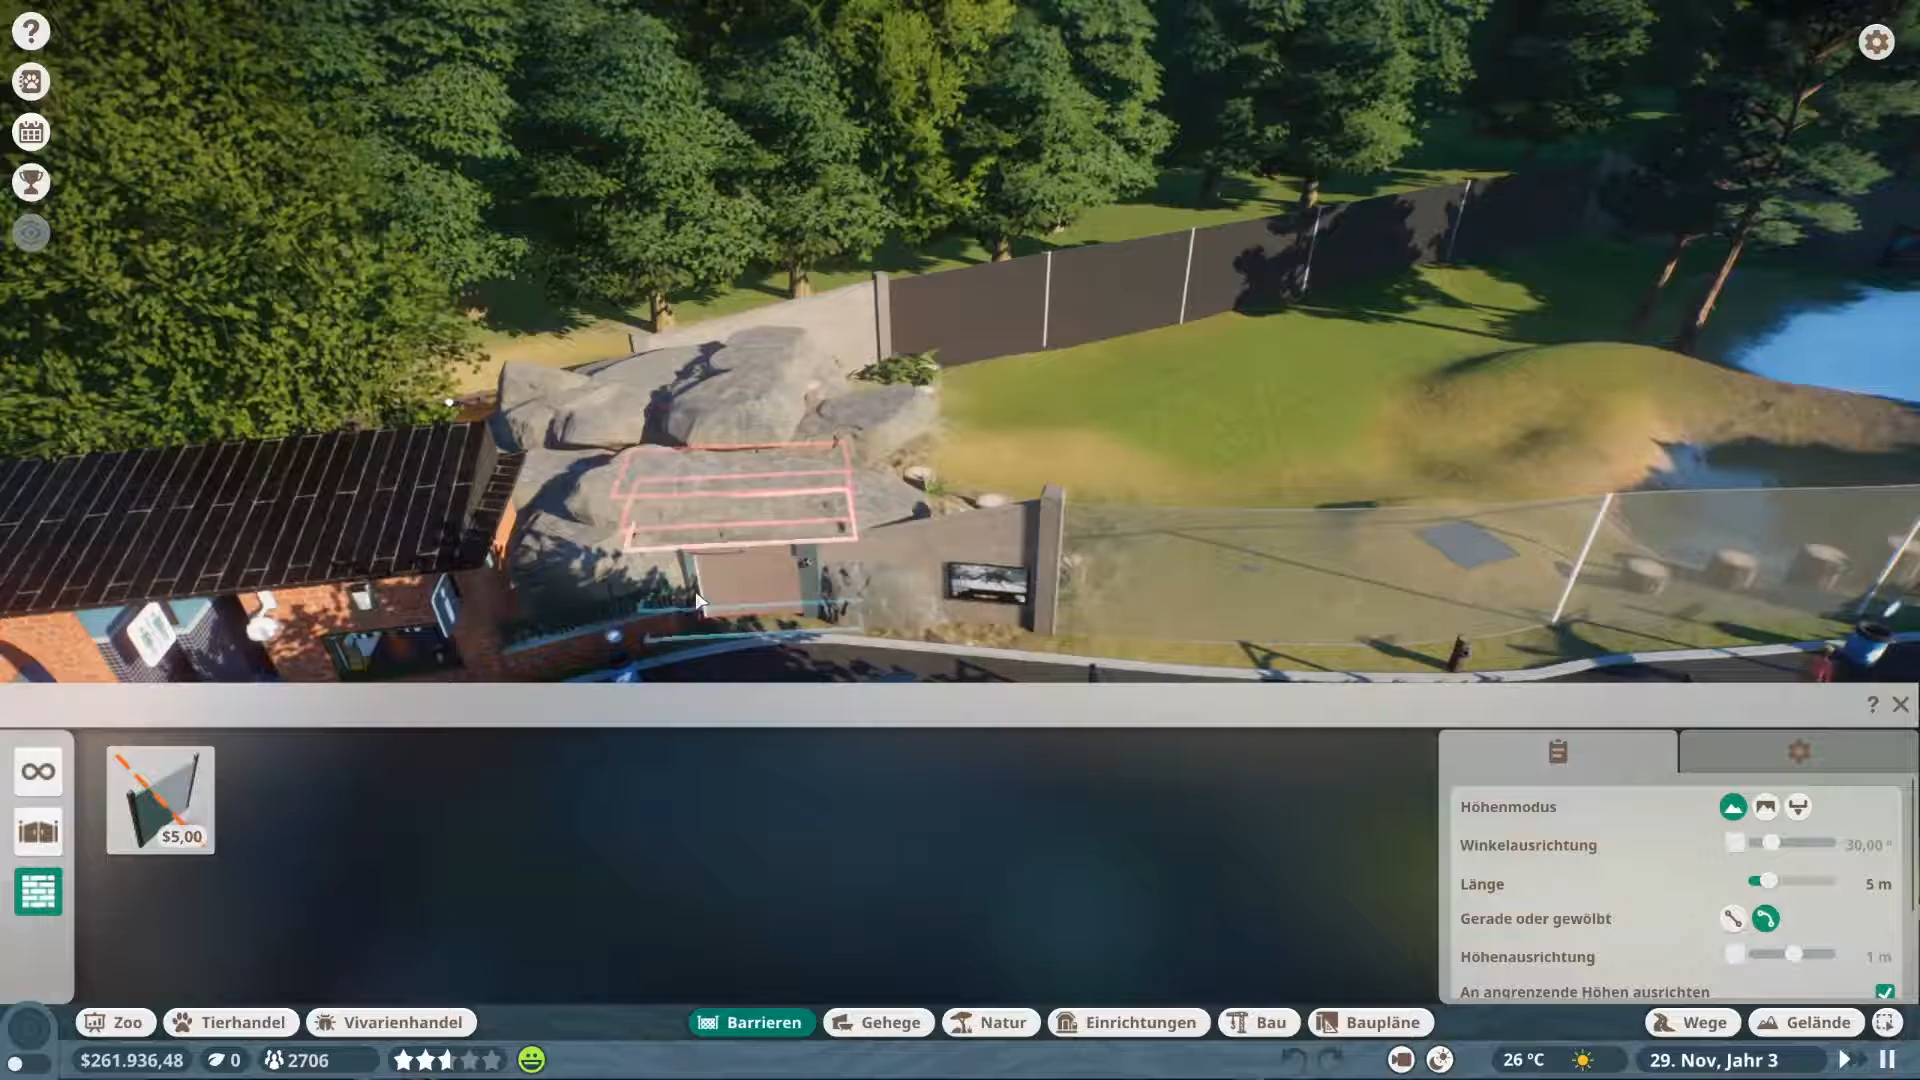 ?
? X
$5,00
Höhenmodus
Winkelausrichtung 30,00 °
Länge 5 m
Gerade oder gewölbt
Höhenausrichtung 1 m
An angrenzende Höhen ausrichten
Zoo Tierhandel Vivarienhandel Barrieren Gehege Natur Einrichtungen Bau Baupläne Wege Gelände
$261.936,48 0 2706 26 °C 29. Nov, Jahr 3